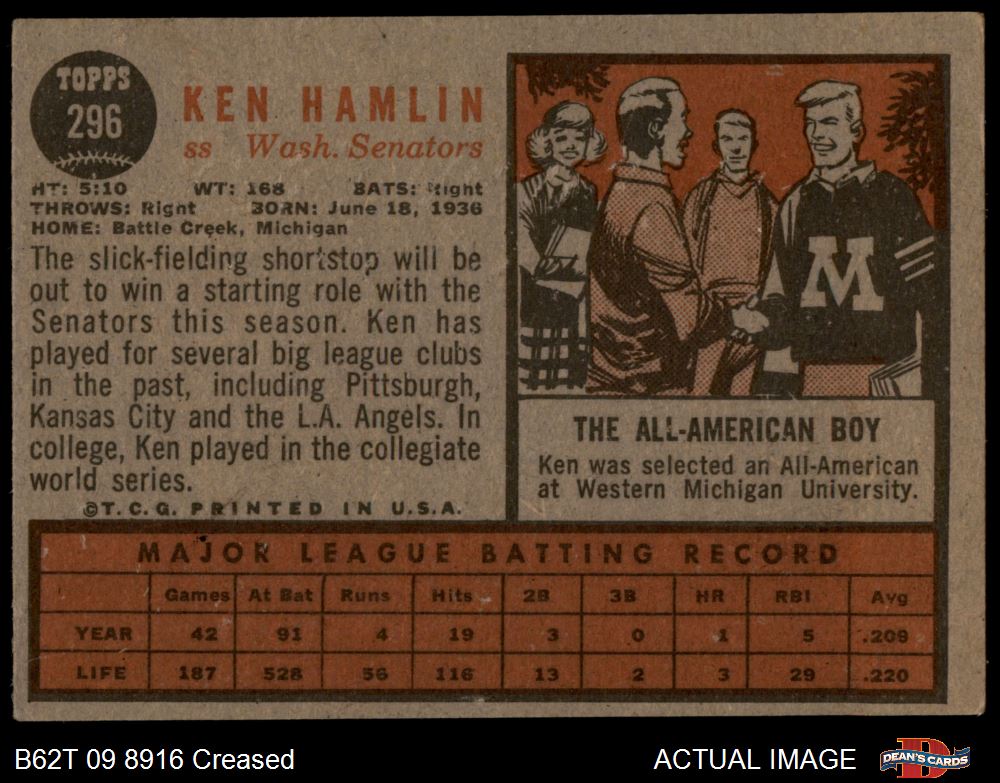 TOPPS
296
KEN HAMLIN
ss Wash. Senators
HT: 5:10 WT: 168 BATS: Right
THROWS: Right BORN: June 18, 1936
HOME: Battle Creek, Michigan
The slick-fielding shortstop will be
out to win a starting role with the
Senators this season. Ken has
played for several big league clubs
in the past, including Pittsburgh,
Kansas City and the L.A. Angels. In
college, Ken played in the collegiate
world series.
©T.C.G. PRINTED IN U.S.A.
M
THE ALL-AMERICAN BOY
Ken was selected an All-American
at Western Michigan University.
MAJOR LEAGUE BATTING RECORD
Games At Bat Runs Hits 2B 3B HR RBI Avg
YEAR 42 91 4 19 3 0 1 5 .209
LIFE 187 528 56 116 13 2 3 29 .220
B62T 09 8916 Creased
ACTUAL IMAGE
D
DEAN'S CARDS